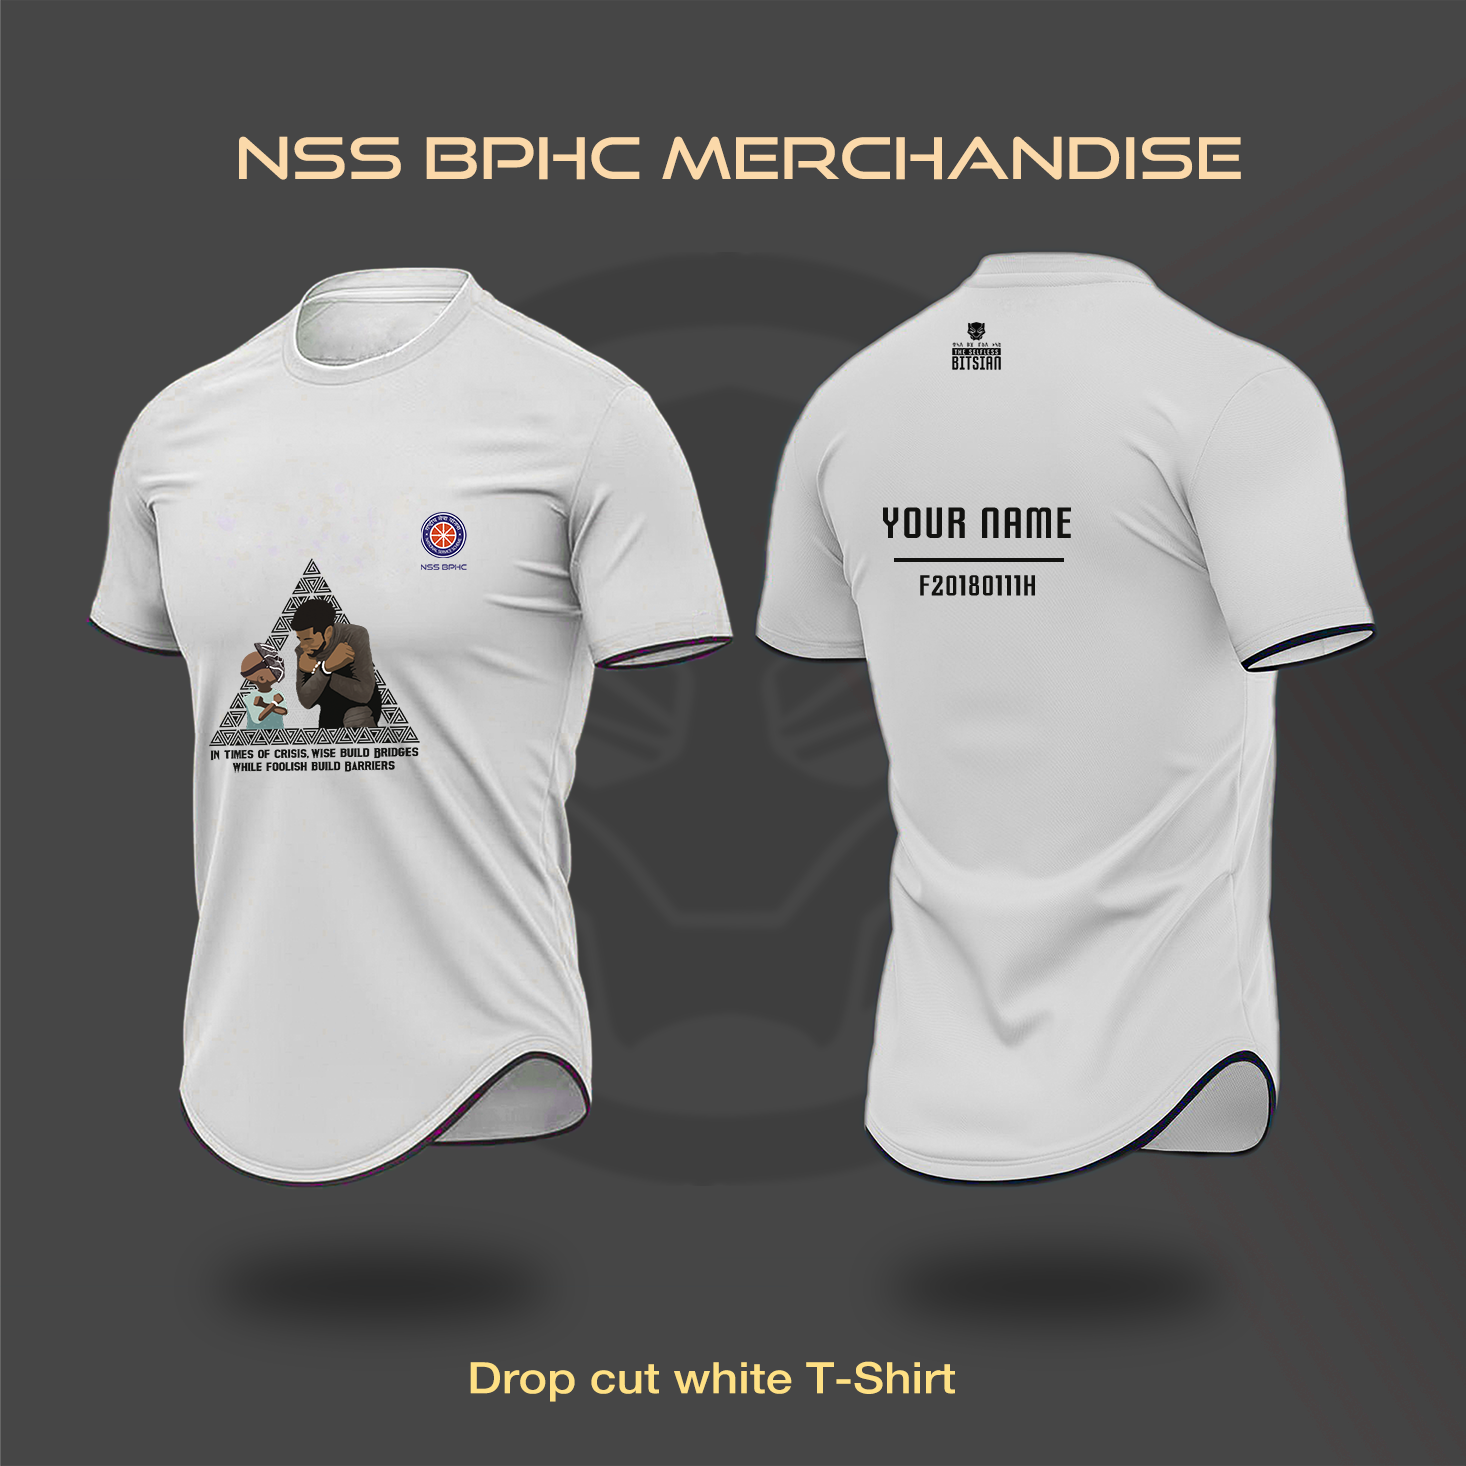 NSS BPHC MERCHANDISE
NSS BPHC
IN TIMES OF CRISIS, WISE BUILD BRIDGES
WHILE FOOLISH BUILD BARRIERS
THE SELFLESS
BITSIAN
YOUR NAME
F20180111H
Drop cut white T-Shirt